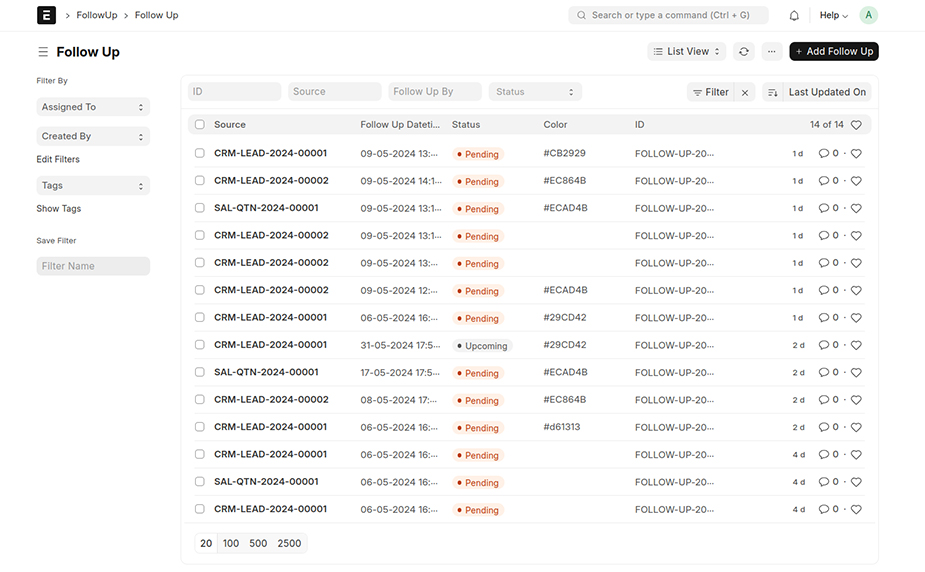 E FollowUp Follow Up Search or type a command (Ctrl + G) Help A
Follow Up List View ... + Add Follow Up
Filter By
Assigned To
Created By
Edit Filters
Tags
Show Tags
Save Filter
Filter Name
ID Source Follow Up By Status Filter × Last Updated On
Source Follow Up Dateti... Status Color ID 14 of 14
CRM-LEAD-2024-00001 09-05-2024 13:... Pending #CB2929 FOLLOW-UP-20... 1 d 0 ·
CRM-LEAD-2024-00002 09-05-2024 14:1... Pending #EC864B FOLLOW-UP-20... 1 d 0 ·
SAL-QTN-2024-00001 09-05-2024 13:1... Pending #ECAD4B FOLLOW-UP-20... 1 d 0 ·
CRM-LEAD-2024-00002 09-05-2024 13:1... Pending FOLLOW-UP-20... 1 d 0 ·
CRM-LEAD-2024-00002 09-05-2024 13:... Pending FOLLOW-UP-20... 1 d 0 ·
CRM-LEAD-2024-00002 09-05-2024 12:... Pending #ECAD4B FOLLOW-UP-20... 1 d 0 ·
CRM-LEAD-2024-00001 06-05-2024 16:... Pending #29CD42 FOLLOW-UP-20... 1 d 0 ·
CRM-LEAD-2024-00001 31-05-2024 17:5... Upcoming #29CD42 FOLLOW-UP-20... 2 d 0 ·
SAL-QTN-2024-00001 17-05-2024 17:5... Pending #ECAD4B FOLLOW-UP-20... 2 d 0 ·
CRM-LEAD-2024-00002 08-05-2024 17:... Pending #EC864B FOLLOW-UP-20... 2 d 0 ·
CRM-LEAD-2024-00001 06-05-2024 16:... Pending #d61313 FOLLOW-UP-20... 2 d 0 ·
CRM-LEAD-2024-00001 06-05-2024 16:... Pending FOLLOW-UP-20... 4 d 0 ·
SAL-QTN-2024-00001 06-05-2024 16:... Pending FOLLOW-UP-20... 4 d 0 ·
CRM-LEAD-2024-00001 06-05-2024 16:... Pending FOLLOW-UP-20... 4 d 0 ·
20 100 500 2500